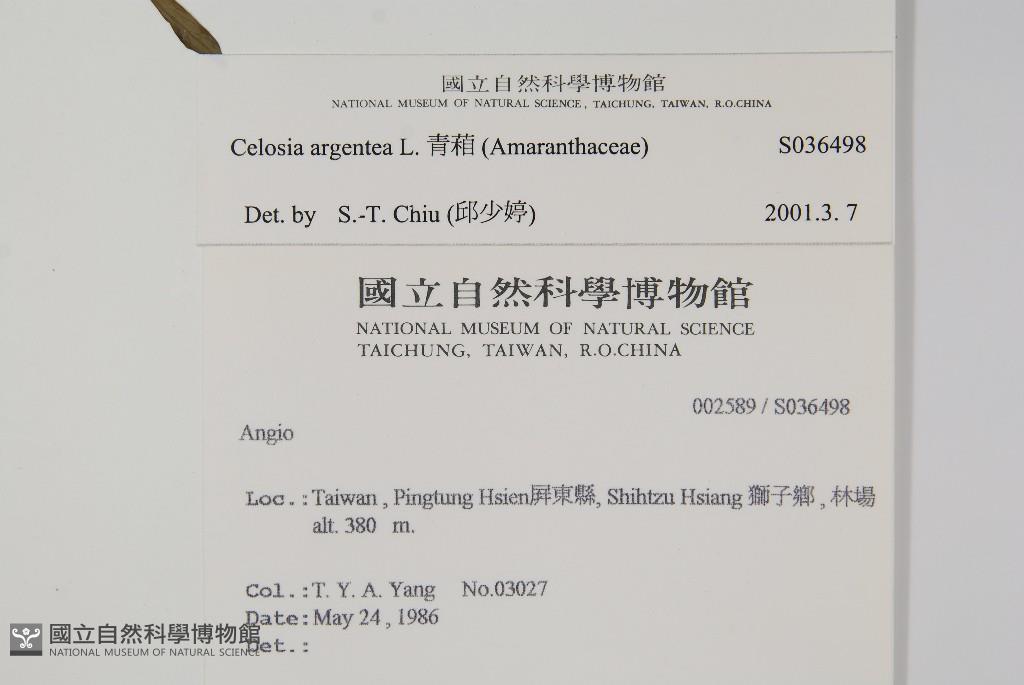 國立自然科學博物館
NATIONAL MUSEUM OF NATURAL SCIENCE, TAICHUNG, TAIWAN, R.O.CHINA
Celosia argentea L. 青葙 (Amaranthaceae) S036498
Det. by S.-T. Chiu (邱少婷) 2001.3. 7
國立自然科學博物館
NATIONAL MUSEUM OF NATURAL SCIENCE
TAICHUNG, TAIWAN, R.O.CHINA
002589 / S036498
Angio
Loc.: Taiwan , Pingtung Hsien屏東縣, Shihtzu Hsiang 獅子鄉 , 林場
alt. 380 m.
Col.: T. Y. A. Yang No.03027
Date: May 24 , 1986
Det.:
國立自然科學博物館
NATIONAL MUSEUM OF NATURAL SCIENCE